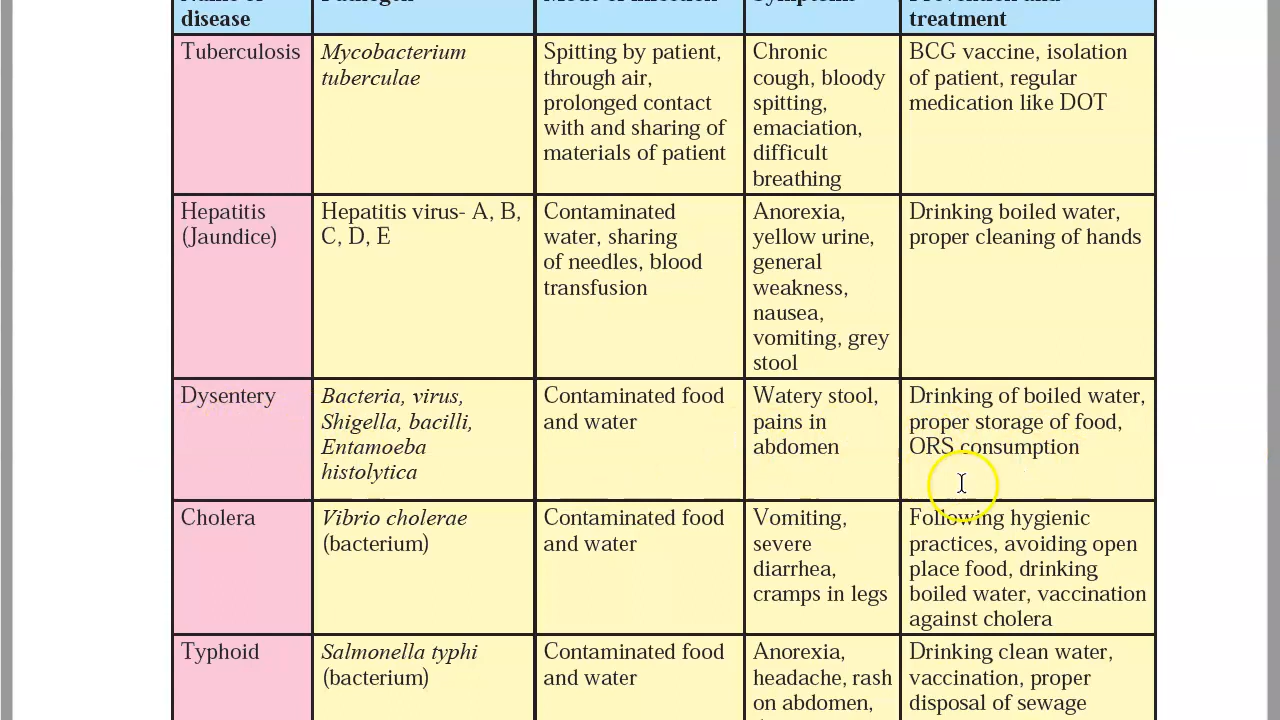 disease
treatment
Tuberculosis
Mycobacterium
tuberculae
Spitting by patient,
through air,
prolonged contact
with and sharing of
materials of patient
Chronic
cough, bloody
spitting,
emaciation,
difficult
breathing
BCG vaccine, isolation
of patient, regular
medication like DOT
Hepatitis
(Jaundice)
Hepatitis virus- A, B,
C, D, E
Contaminated
water, sharing
of needles, blood
transfusion
Anorexia,
yellow urine,
general
weakness,
nausea,
vomiting, grey
stool
Drinking boiled water,
proper cleaning of hands
Dysentery
Bacteria, virus,
Shigella, bacilli,
Entamoeba
histolytica
Contaminated food
and water
Watery stool,
pains in
abdomen
Drinking of boiled water,
proper storage of food,
ORS consumption
Cholera
Vibrio cholerae
(bacterium)
Contaminated food
and water
Vomiting,
severe
diarrhea,
cramps in legs
Following hygienic
practices, avoiding open
place food, drinking
boiled water, vaccination
against cholera
Typhoid
Salmonella typhi
(bacterium)
Contaminated food
and water
Anorexia,
headache, rash
on abdomen,
Drinking clean water,
vaccination, proper
disposal of sewage